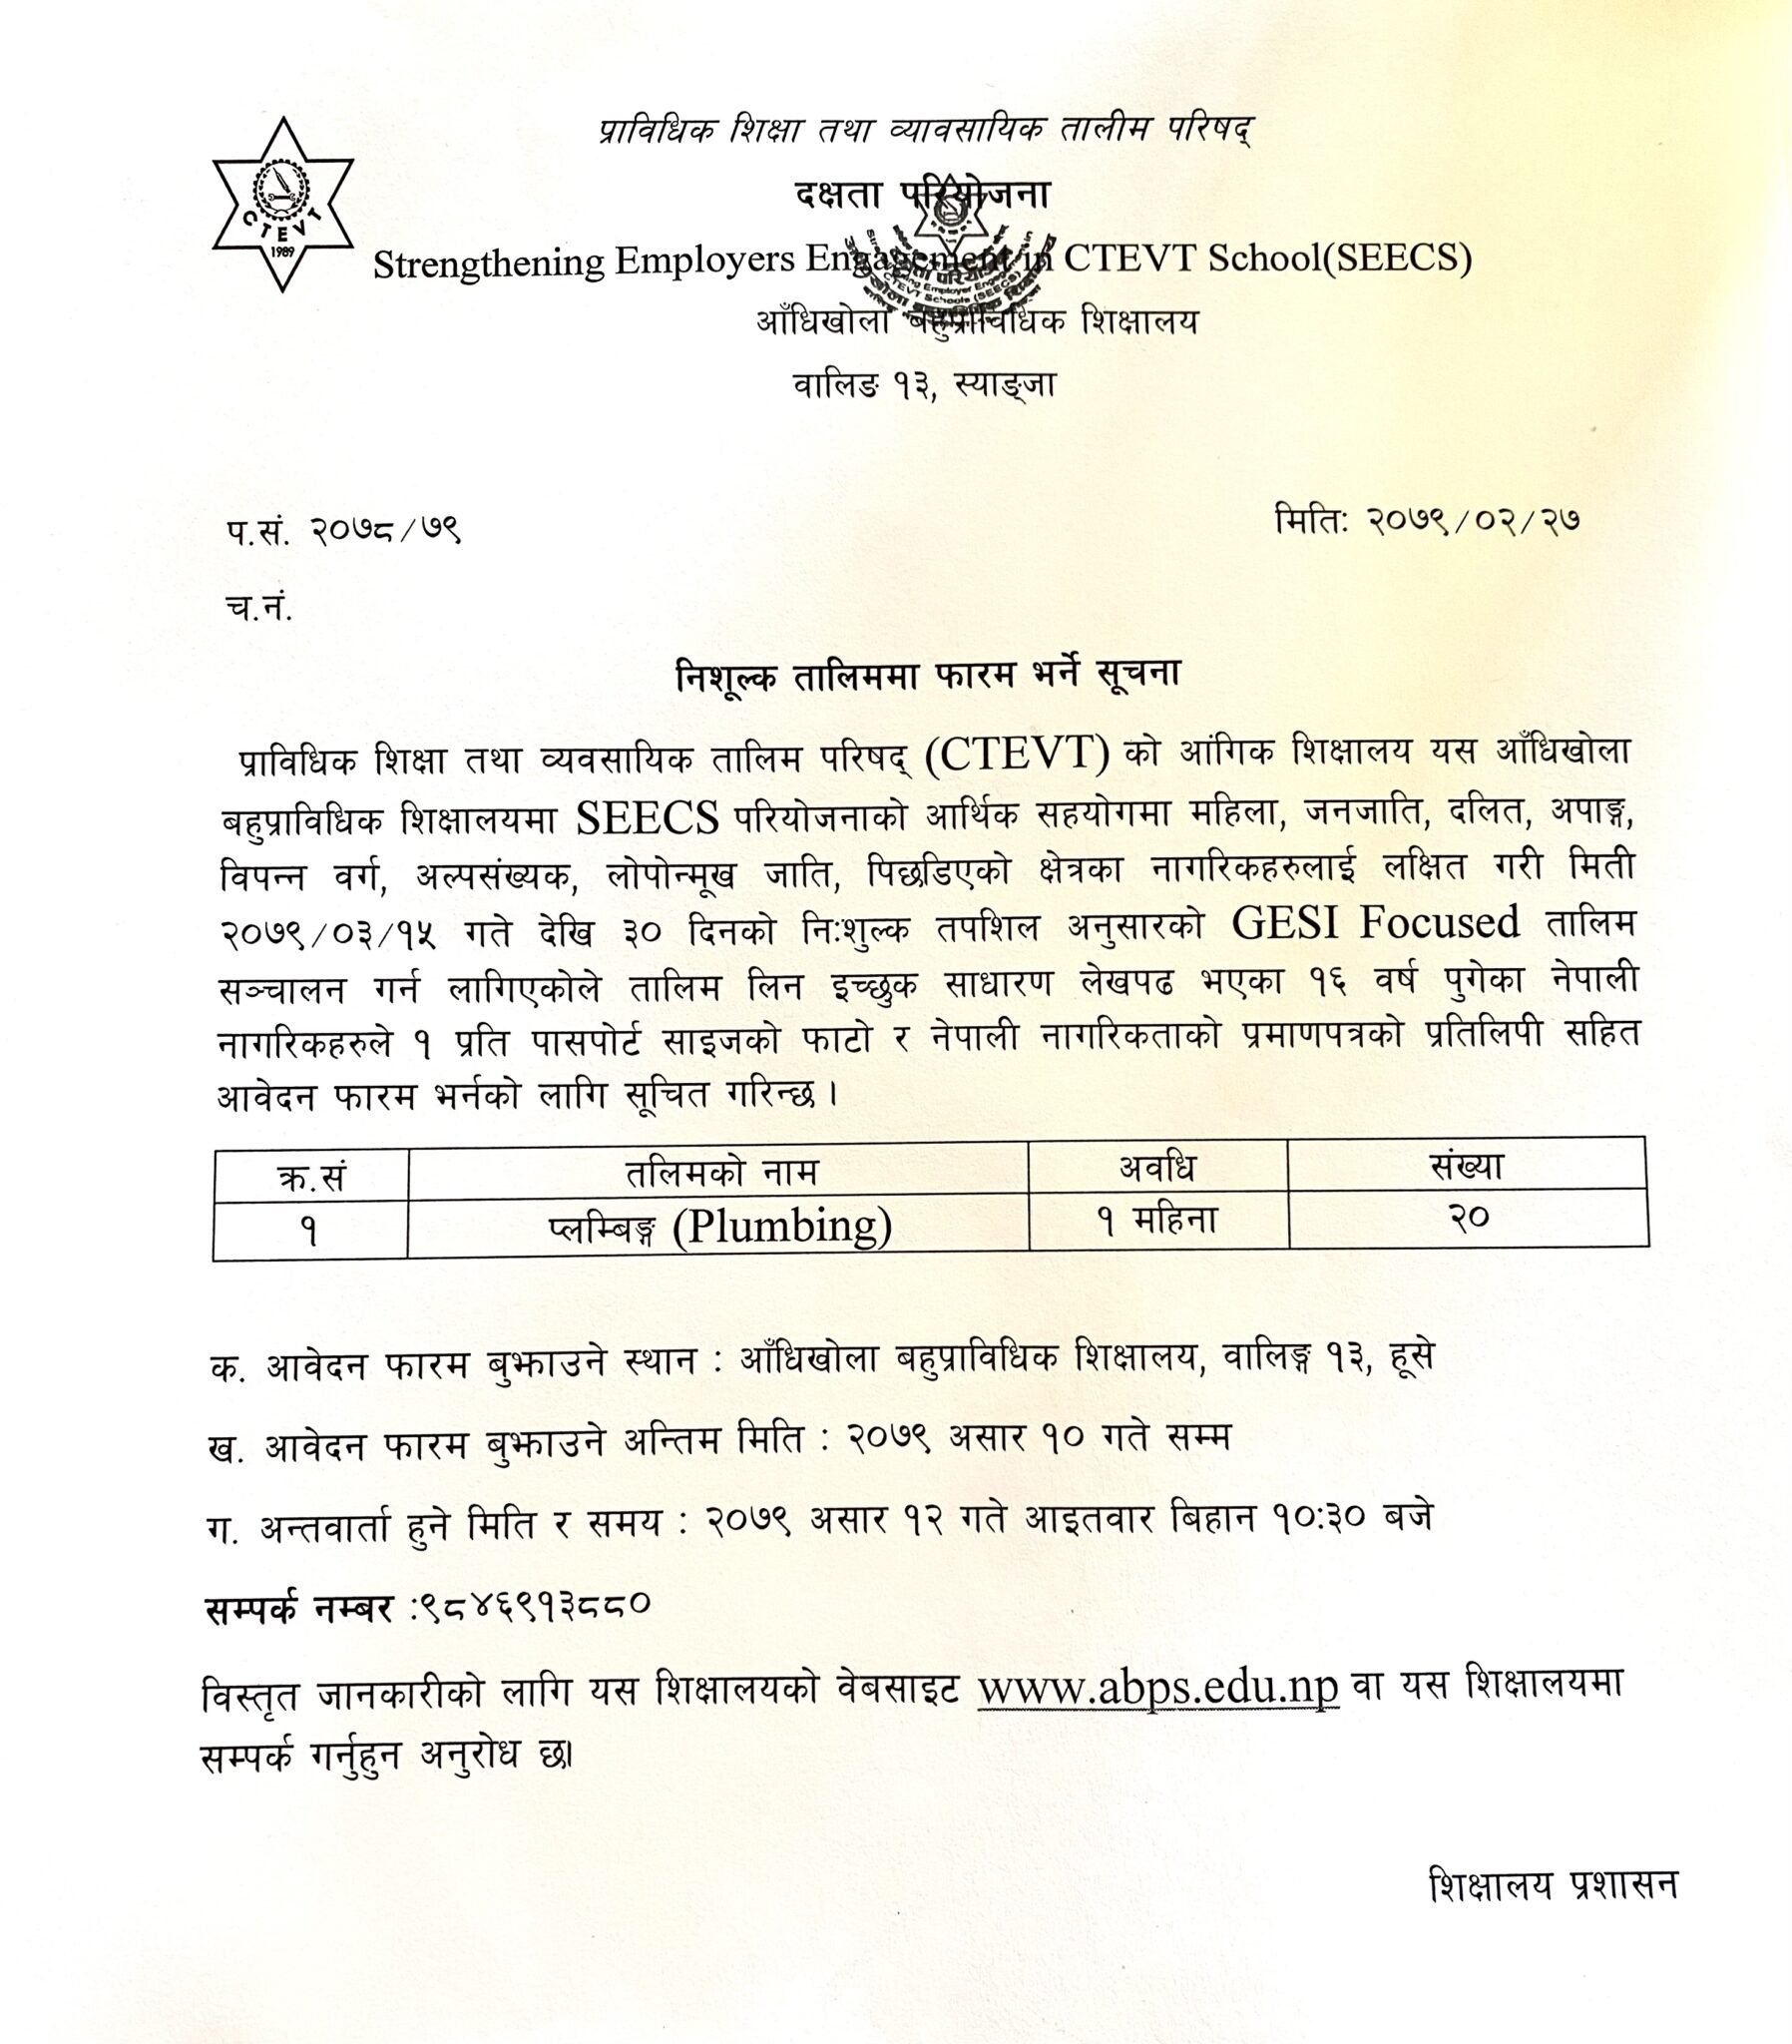 प्राविधिक शिक्षा तथा व्यावसायिक तालीम परिषद्
दक्षता परियोजना
CTEVT
1989
Strengthening Employers Engagement in CTEVT School(SEECS)
आँधिखोला बहुप्राविधिक शिक्षालय
वालिङ १३, स्याङ्जा
प.सं. २०७८/७९
मितिः २०७९/०२/२७
च.नं.
निशूल्क तालिममा फारम भर्ने सूचना
प्राविधिक शिक्षा तथा व्यवसायिक तालिम परिषद् (CTEVT) को आंगिक शिक्षालय यस आँधिखोला
बहुप्राविधिक शिक्षालयमा SEECS परियोजनाको आर्थिक सहयोगमा महिला, जनजाति, दलित, अपाङ्ग,
विपन्न वर्ग, अल्पसंख्यक, लोपोन्मूख जाति, पिछडिएको क्षेत्रका नागरिकहरुलाई लक्षित गरी मिती
२०७९/०३/१५ गते देखि ३० दिनको निःशुल्क तपशिल अनुसारको GESI Focused तालिम
सञ्चालन गर्न लागिएकोले तालिम लिन इच्छुक साधारण लेखपढ भएका १६ वर्ष पुगेका नेपाली
नागरिकहरुले १ प्रति पासपोर्ट साइजको फाटो र नेपाली नागरिकताको प्रमाणपत्रको प्रतिलिपी सहित
आवेदन फारम भर्नको लागि सूचित गरिन्छ ।
क्र.सं तलिमको नाम अवधि संख्या
१ प्लम्बिङ्ग (Plumbing) १ महिना २०
क. आवेदन फारम बुझाउने स्थान : आँधिखोला बहुप्राविधिक शिक्षालय, वालिङ्ग १३, हूसे
ख. आवेदन फारम बुझाउने अन्तिम मिति : २०७९ असार १० गते सम्म
ग. अन्तवार्ता हुने मिति र समय : २०७९ असार १२ गते आइतवार बिहान १०:३० बजे
सम्पर्क नम्बर :९८४६९१३८८०
विस्तृत जानकारीको लागि यस शिक्षालयको वेबसाइट www.abps.edu.np वा यस शिक्षालयमा
सम्पर्क गर्नुहुन अनुरोध छ।
शिक्षालय प्रशासन